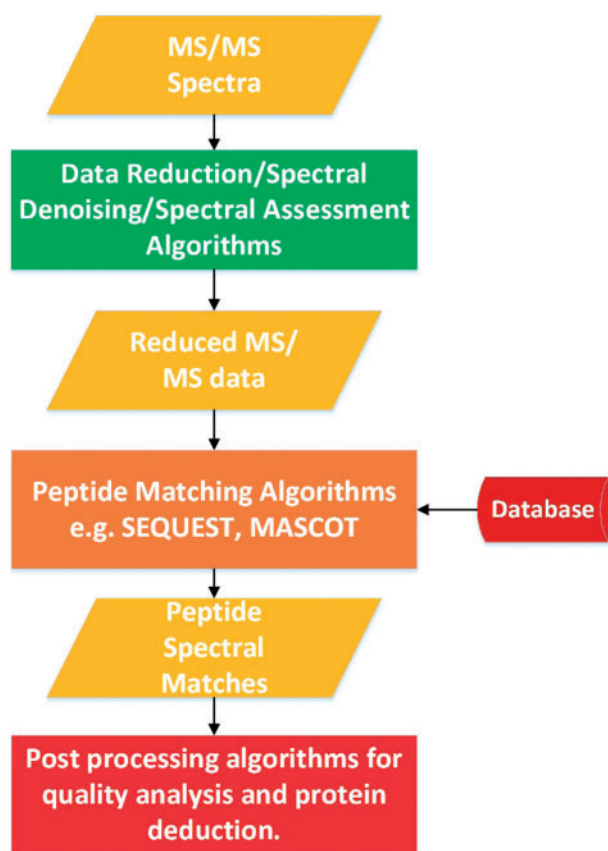 MS/MS
Spectra
Data Reduction/Spectral
Denoising/Spectral Assessment
Algorithms
Reduced MS/
MS data
Peptide Matching Algorithms
e.g. SEQUEST, MASCOT
Database
Peptide
Spectral
Matches
Post processing algorithms for
quality analysis and protein
deduction.